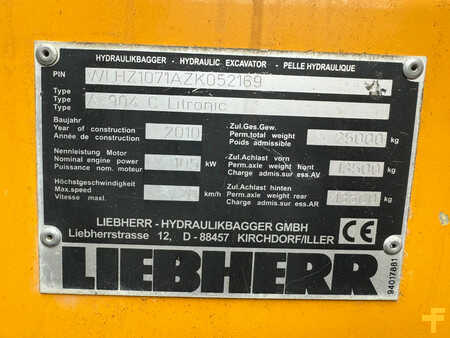 HYDRAULIKBAGGER - HYDRAULIC EXCAVATOR - PELLE HYDRAULIQUE
PIN WLHZ1071AZK052169
Type
Type A 904 C Litronic
Type
Baujahr
Year of construction 2010
Année de construction
Zul.Ges.Gew.
Perm.total weight 25000 kg
Poids admissible
Nennleistung Motor
Nominal engine power 105 kW
Puissance nom. moteur
Zul.Achslast vorn
Perm.axle weight front 13500 kg
Charge admis.sur ess.AV
Höchstgeschwindigkeit
Max.speed km/h
Vitesse maxi.
Zul.Achslast hinten
Perm.axle weight rear kg
Charge admis.sur ess.AR
LIEBHERR - HYDRAULIKBAGGER GMBH
Liebherrstrasse 12, D - 88457 KIRCHDORF/ILLER
CE
LIEBHERR
94017881